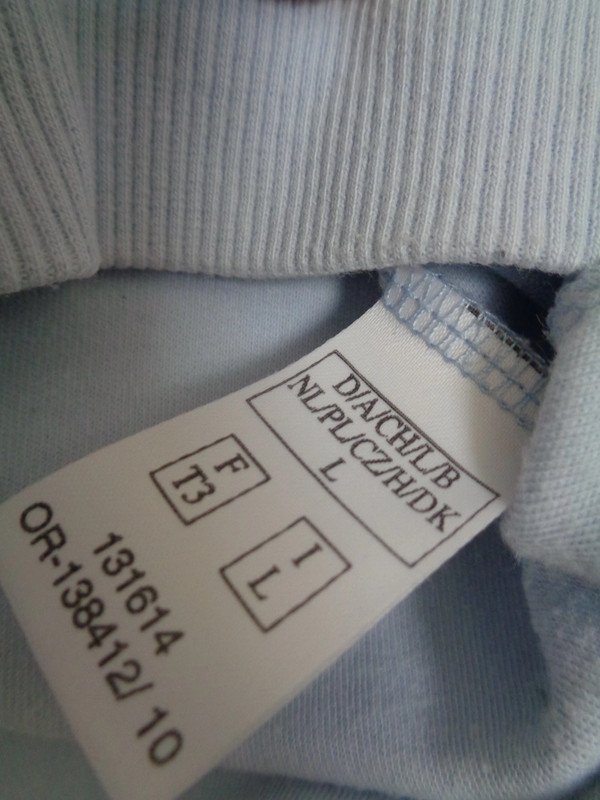 D/A/CH/L/B
NL/PL/CZ/H/DK
L
F
T3
I
L
131614
OR-138412/ 10